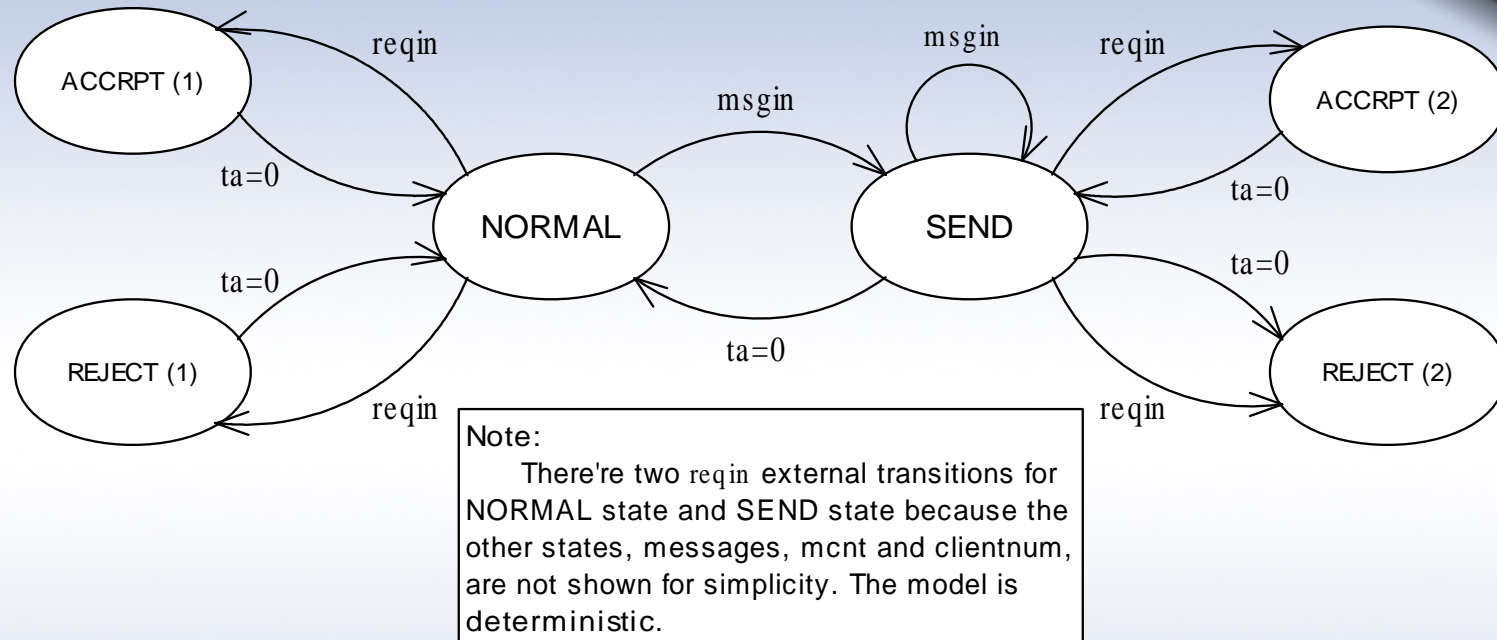 reqin
msgin
reqin
ACCRPT (1)
msgin
ACCRPT (2)
ta=0
ta=0
NORMAL
SEND
ta=0
ta=0
REJECT (1)
ta=0
REJECT (2)
reqin
reqin
Note:
There're two reqin external transitions for
NORMAL state and SEND state because the
other states, messages, mcnt and clientnum,
are not shown for simplicity. The model is
deterministic.